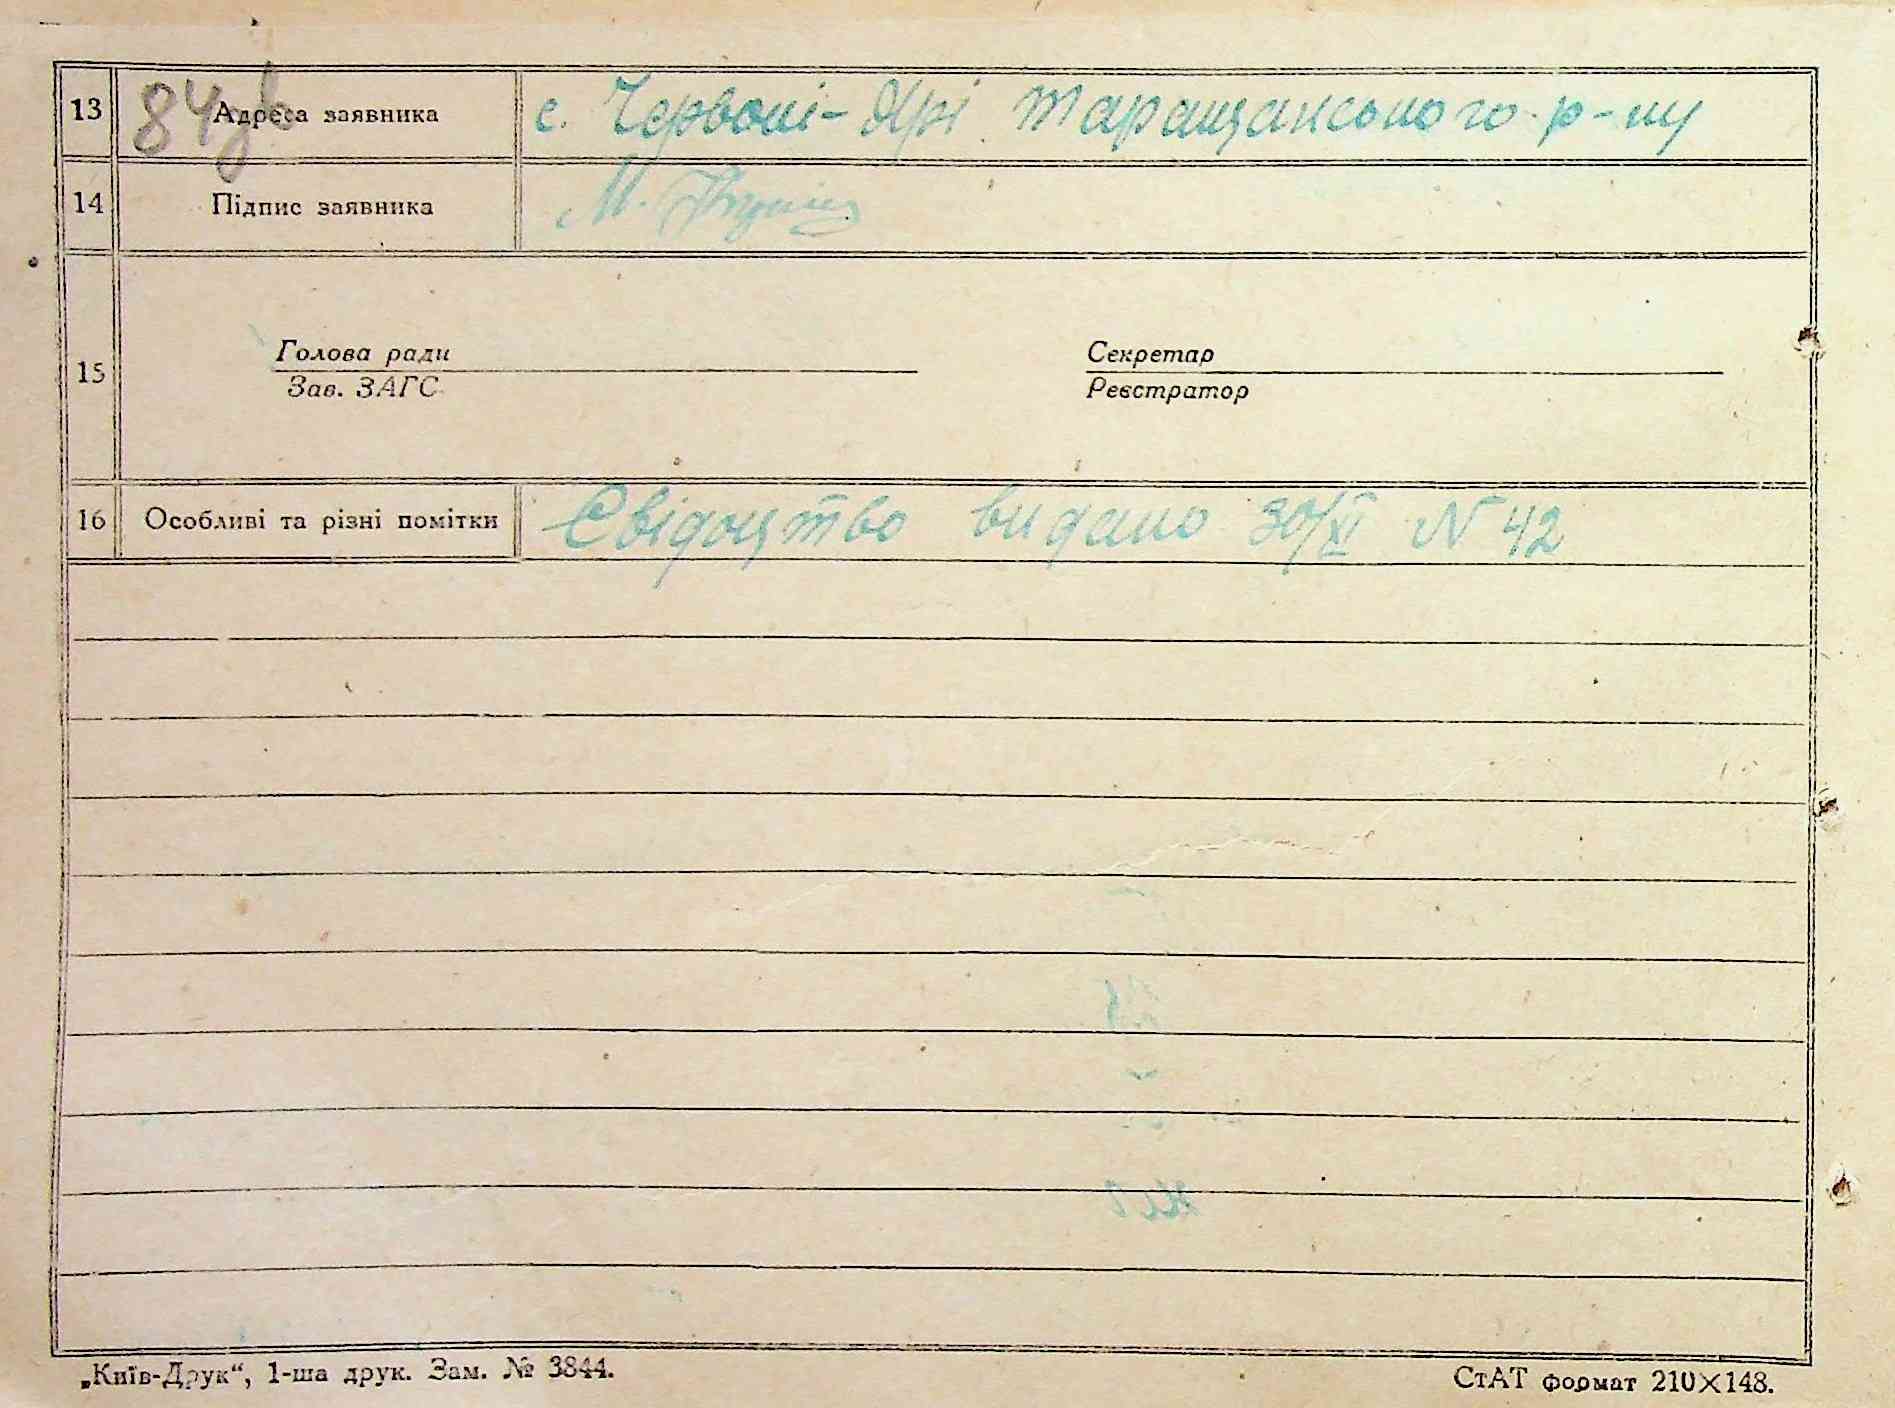 84
13 Адреса заявника с. Червоні-Ярі Таращанського р-ну
14 Підпис заявника М.
15 Голова ради Секретар
Зав. ЗАГС Реєстратор
16 Особливі та різні помітки Свідоцтво видано 30/XI N 42
„Київ-Друк“, 1-ша друк. Зам. № 3844. СтАТ формат 210×148.